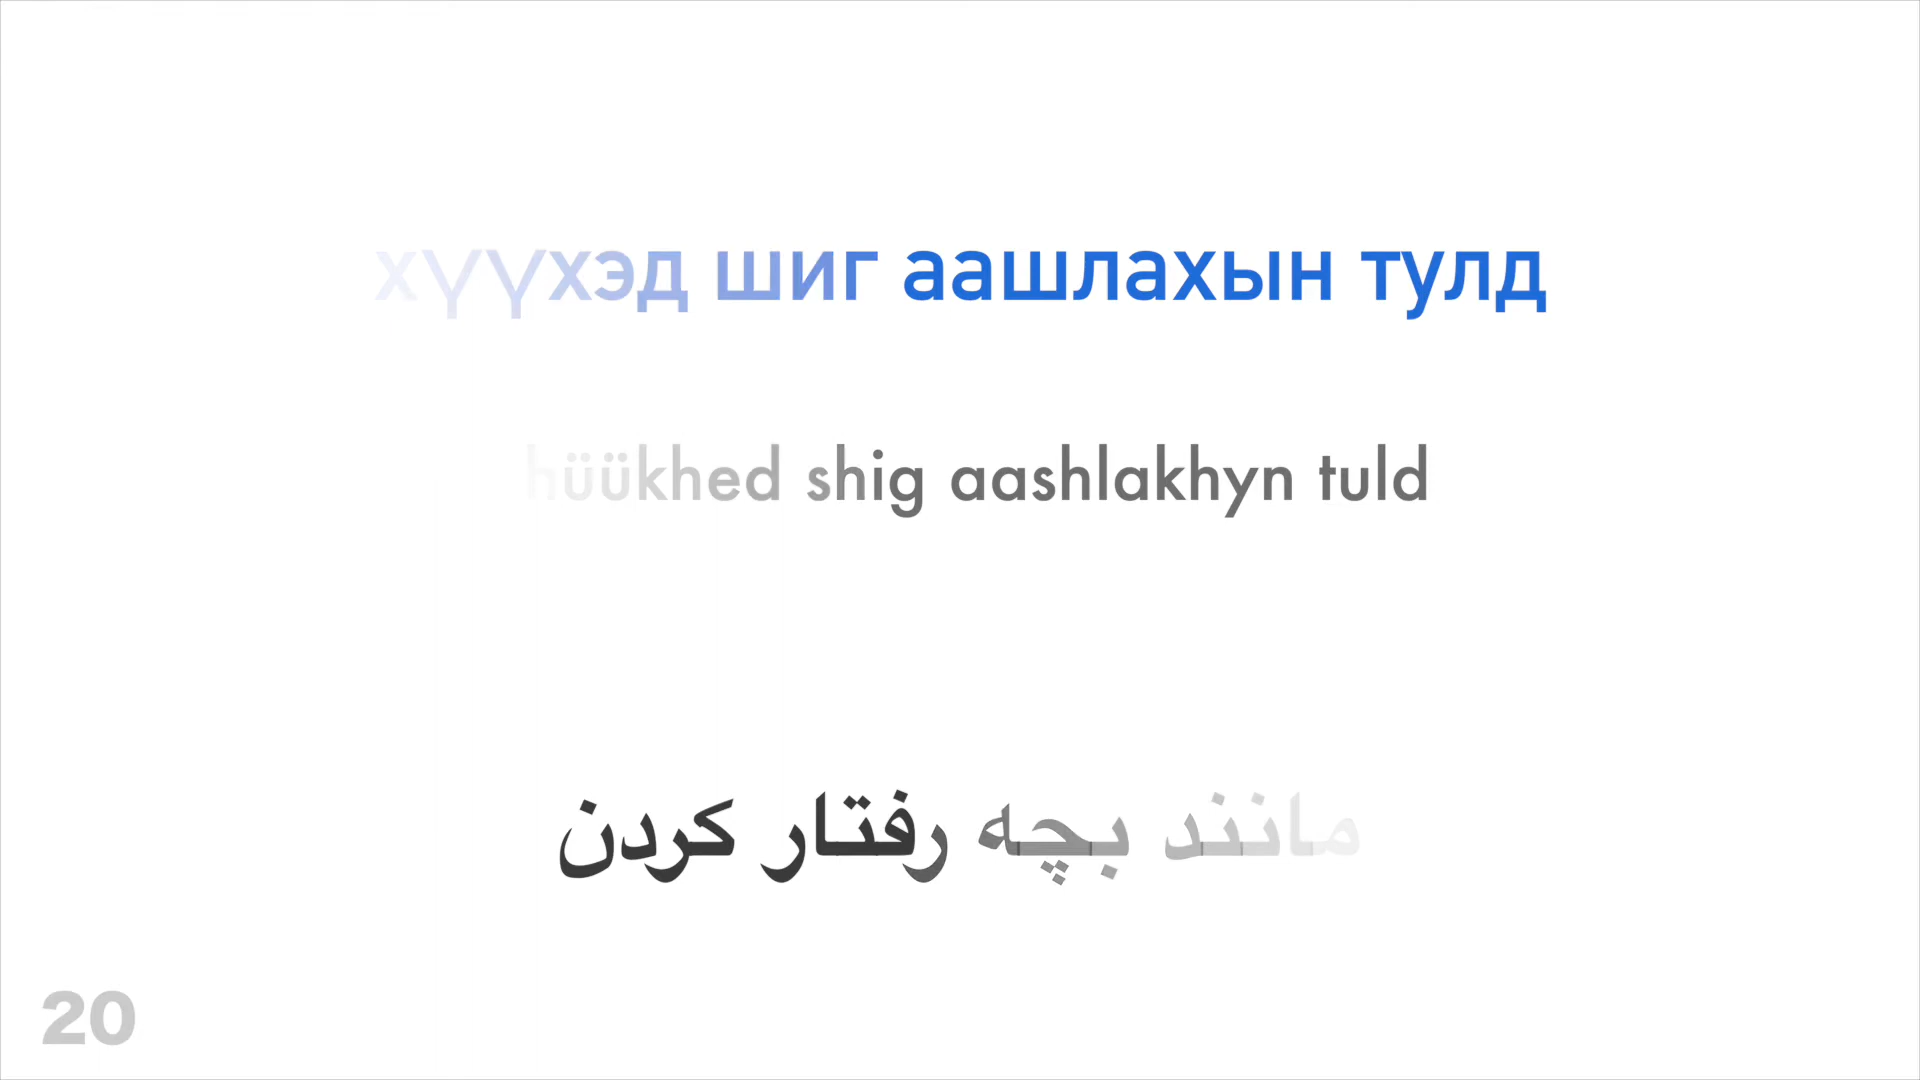 хүүхэд шиг аашлахын тулд
hüükhed shig aashlakhyn tuld
مانند بچه رفتار کردن
20